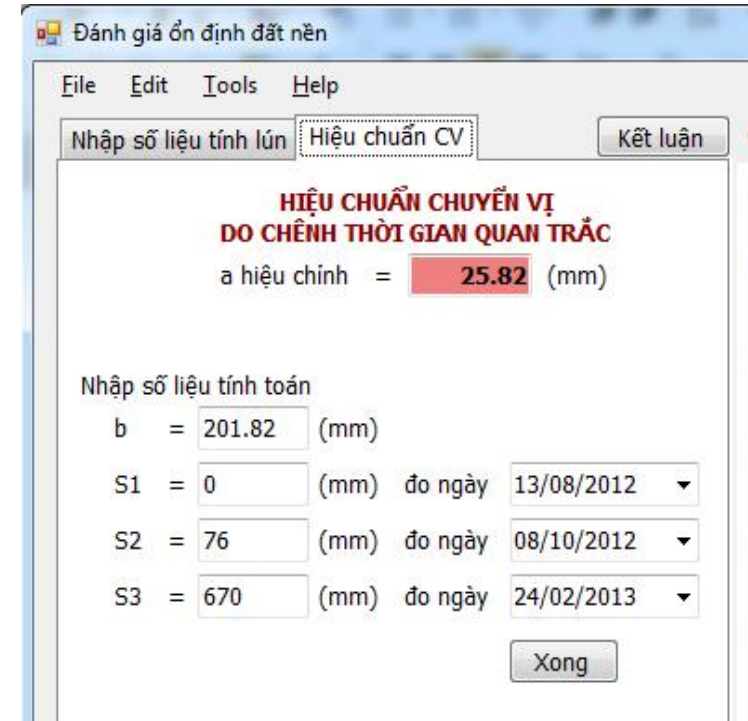 Đánh giá ổn định đất nền
File Edit Tools Help
Nhập số liệu tính lún Hiệu chuẩn CV Kết luận
HIỆU CHUẨN CHUYỂN VỊ
DO CHÊNH THỜI GIAN QUAN TRẮC
a hiệu chỉnh = 25.82 (mm)
Nhập số liệu tính toán
b = 201.82 (mm)
S1 = 0 (mm) đo ngày 13/08/2012
S2 = 76 (mm) đo ngày 08/10/2012
S3 = 670 (mm) đo ngày 24/02/2013
Xong